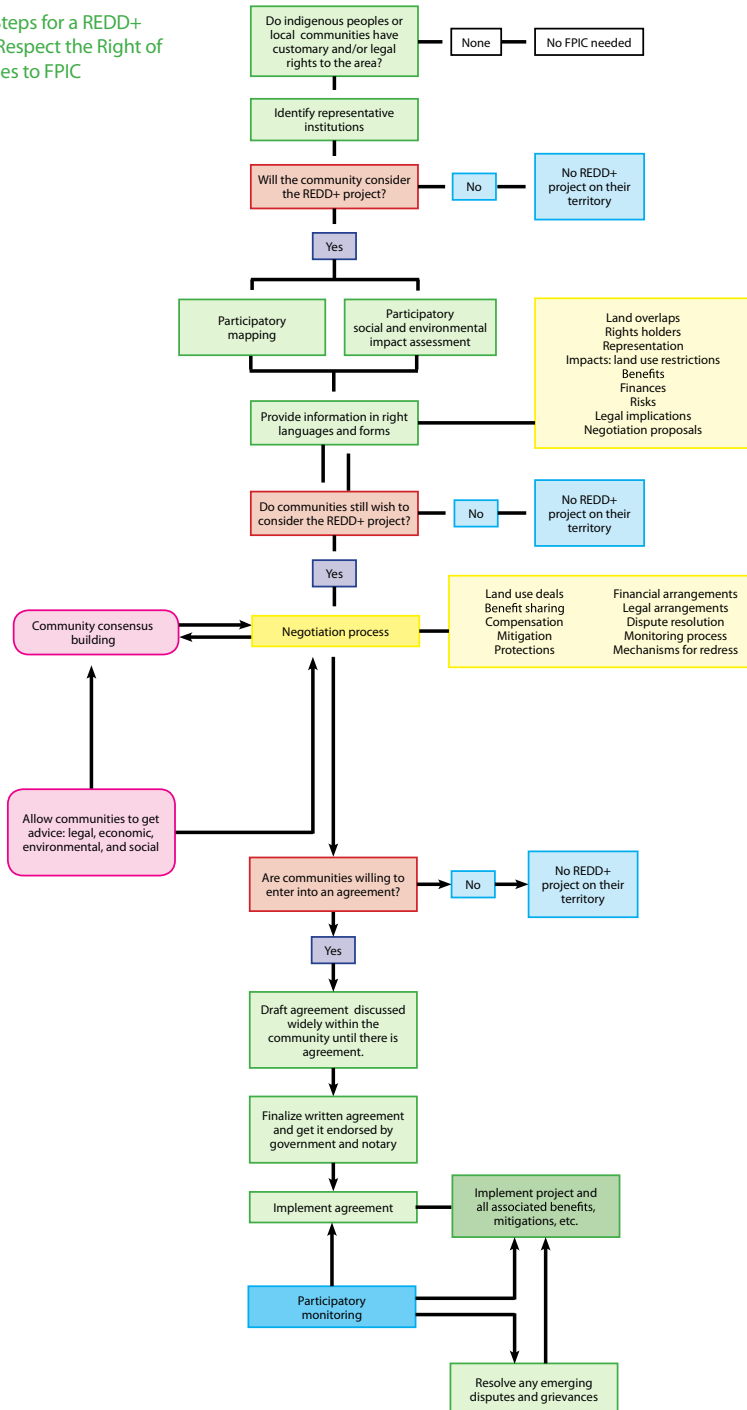 Steps for a REDD+
Respect the Right of
es to FPIC
Do indigenous peoples or
local communities have
customary and/or legal
rights to the area?
None
No FPIC needed
Identify representative
institutions
Will the community consider
the REDD+ project?
No
No REDD+
project on their
territory
Yes
Participatory
mapping
Participatory
social and environmental
impact assessment
Land overlaps
Rights holders
Representation
Impacts: land use restrictions
Benefits
Finances
Risks
Legal implications
Negotiation proposals
Provide information in right
languages and forms
Do communities still wish to
consider the REDD+ project?
No
No REDD+
project on their
territory
Yes
Community consensus
building
Negotiation process
Land use deals
Benefit sharing
Compensation
Mitigation
Protections
Financial arrangements
Legal arrangements
Dispute resolution
Monitoring process
Mechanisms for redress
Allow communities to get
advice: legal, economic,
environmental, and social
Are communities willing to
enter into an agreement?
No
No REDD+
project on their
territory
Yes
Draft agreement discussed
widely within the
community until there is
agreement.
Finalize written agreement
and get it endorsed by
government and notary
Implement agreement
Implement project and
all associated benefits,
mitigations, etc.
Participatory
monitoring
Resolve any emerging
disputes and grievances